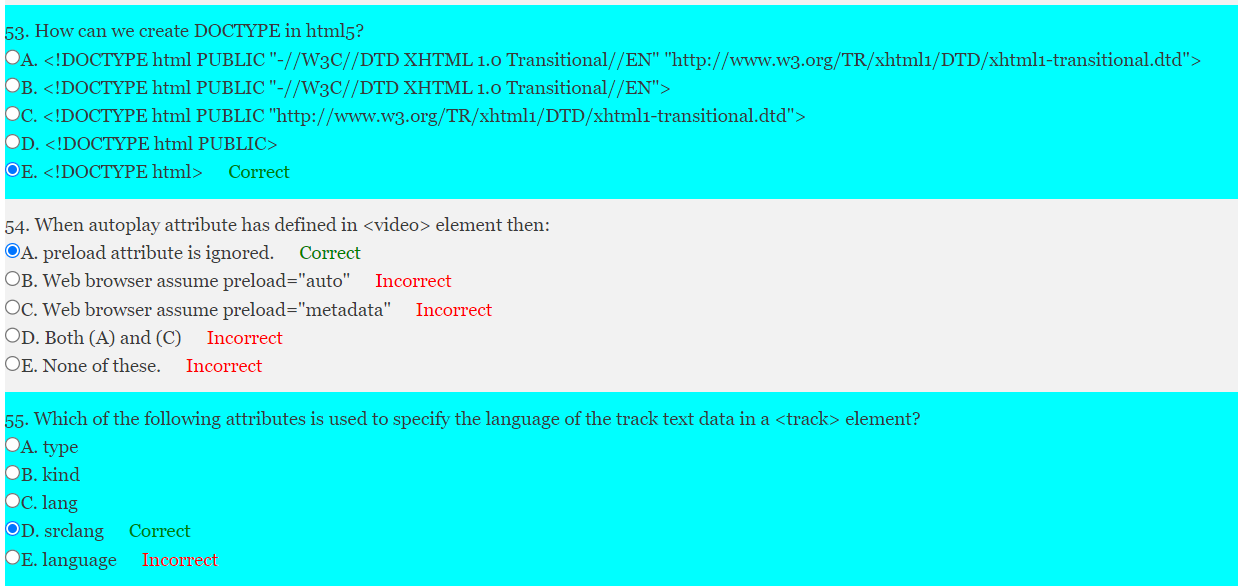 53. How can we create DOCTYPE in html5?
A. <!DOCTYPE html PUBLIC "-//W3C//DTD XHTML 1.0 Transitional//EN" "http://www.w3.org/TR/xhtml1/DTD/xhtml1-transitional.dtd">
B. <!DOCTYPE html PUBLIC "-//W3C//DTD XHTML 1.0 Transitional//EN">
C. <!DOCTYPE html PUBLIC "http://www.w3.org/TR/xhtml1/DTD/xhtml1-transitional.dtd">
D. <!DOCTYPE html PUBLIC>
E. <!DOCTYPE html> Correct
54. When autoplay attribute has defined in <video> element then:
A. preload attribute is ignored. Correct
B. Web browser assume preload="auto" Incorrect
C. Web browser assume preload="metadata" Incorrect
D. Both (A) and (C) Incorrect
E. None of these. Incorrect
55. Which of the following attributes is used to specify the language of the track text data in a <track> element?
A. type
B. kind
C. lang
D. srclang Correct
E. language Incorrect